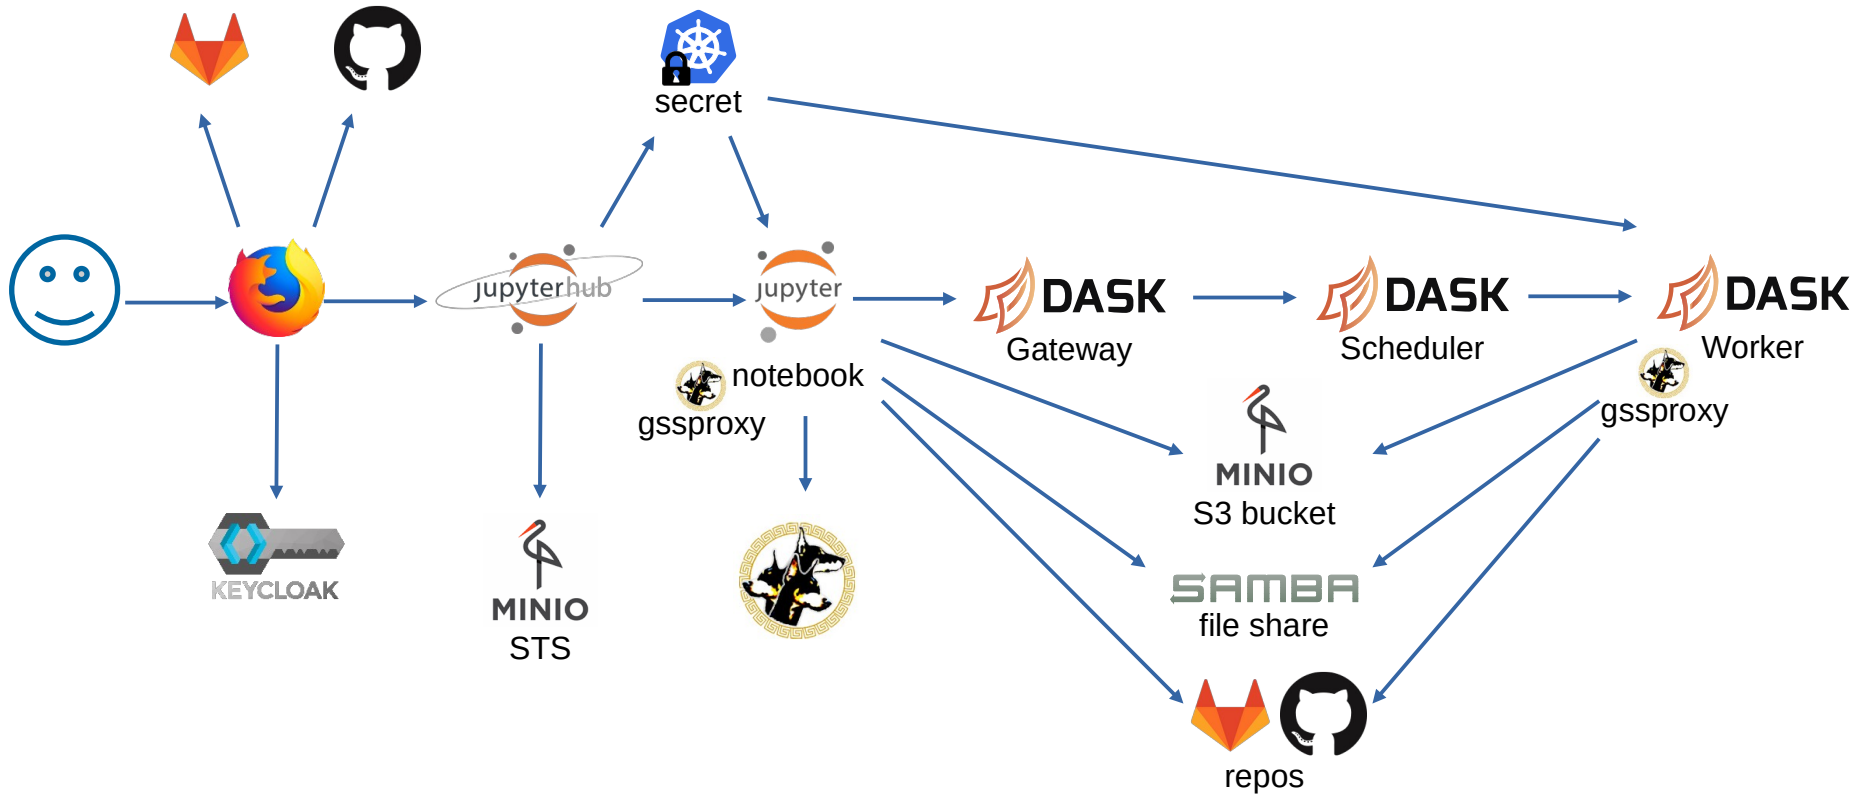 secret
jupyterhub
jupyter
notebook
gssproxy
DASK
Gateway
DASK
Scheduler
DASK
Worker
gssproxy
MINIO
S3 bucket
KEYCLOAK
MINIO
STS
SAMBA
file share
repos